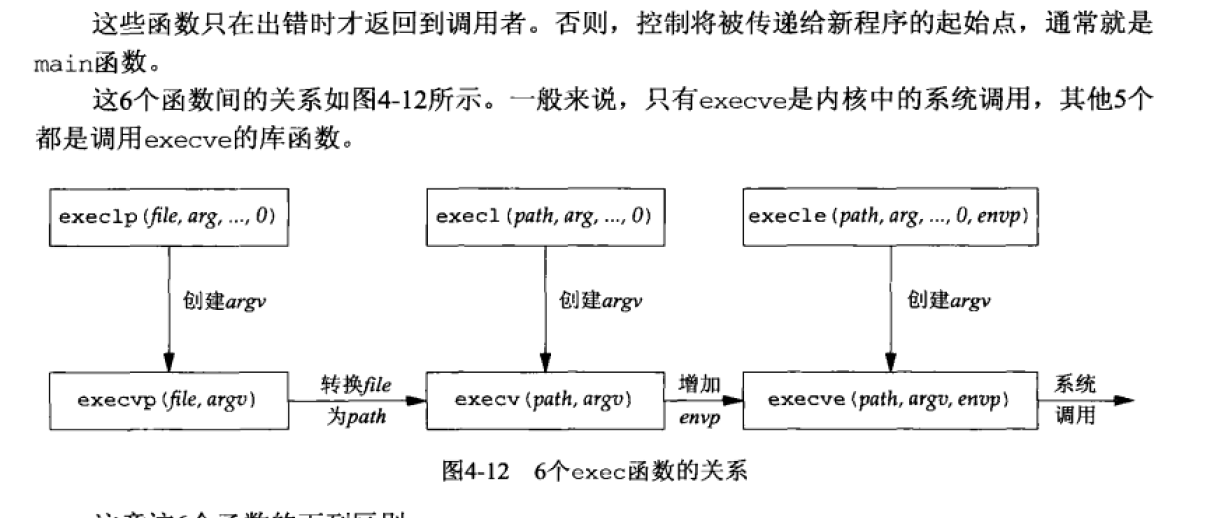 这些函数只在出错时才返回到调用者。否则，控制将被传递给新程序的起始点，通常就是
main函数。
这6个函数间的关系如图4-12所示。一般来说，只有execve是内核中的系统调用，其他5个
都是调用execve的库函数。
execlp(file, arg, ..., 0)
execl(path, arg, ..., 0)
execle(path, arg, ..., 0, envp)
创建argv
创建argv
创建argv
execvp(file, argv)
转换file
为path
execv(path, argv)
增加
envp
execve(path, argv, envp)
系统
调用
图4-12 6个exec函数的关系